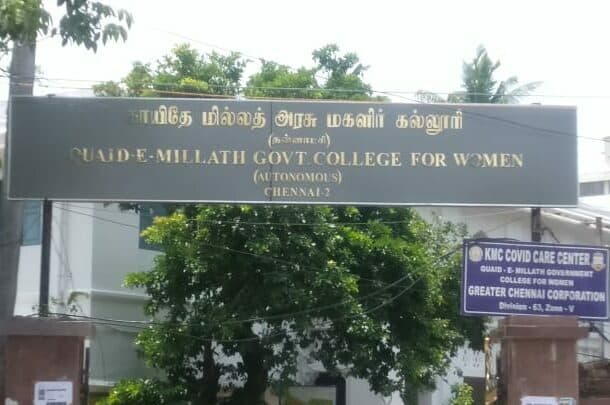 காயிதே மில்லத் அரசு மகளிர் கல்லூரி
(தன்னாட்சி)
QUAID-E-MILLATH GOVT.COLLEGE FOR WOMEN
(AUTONOMOUS)
CHENNAI-2
KMC COVID CARE CENTER
QUAID - E-MILLATH GOVERNMENT
COLLEGE FOR WOMEN
GREATER CHENNAI CORPORATION
Division - 63, Zone - V